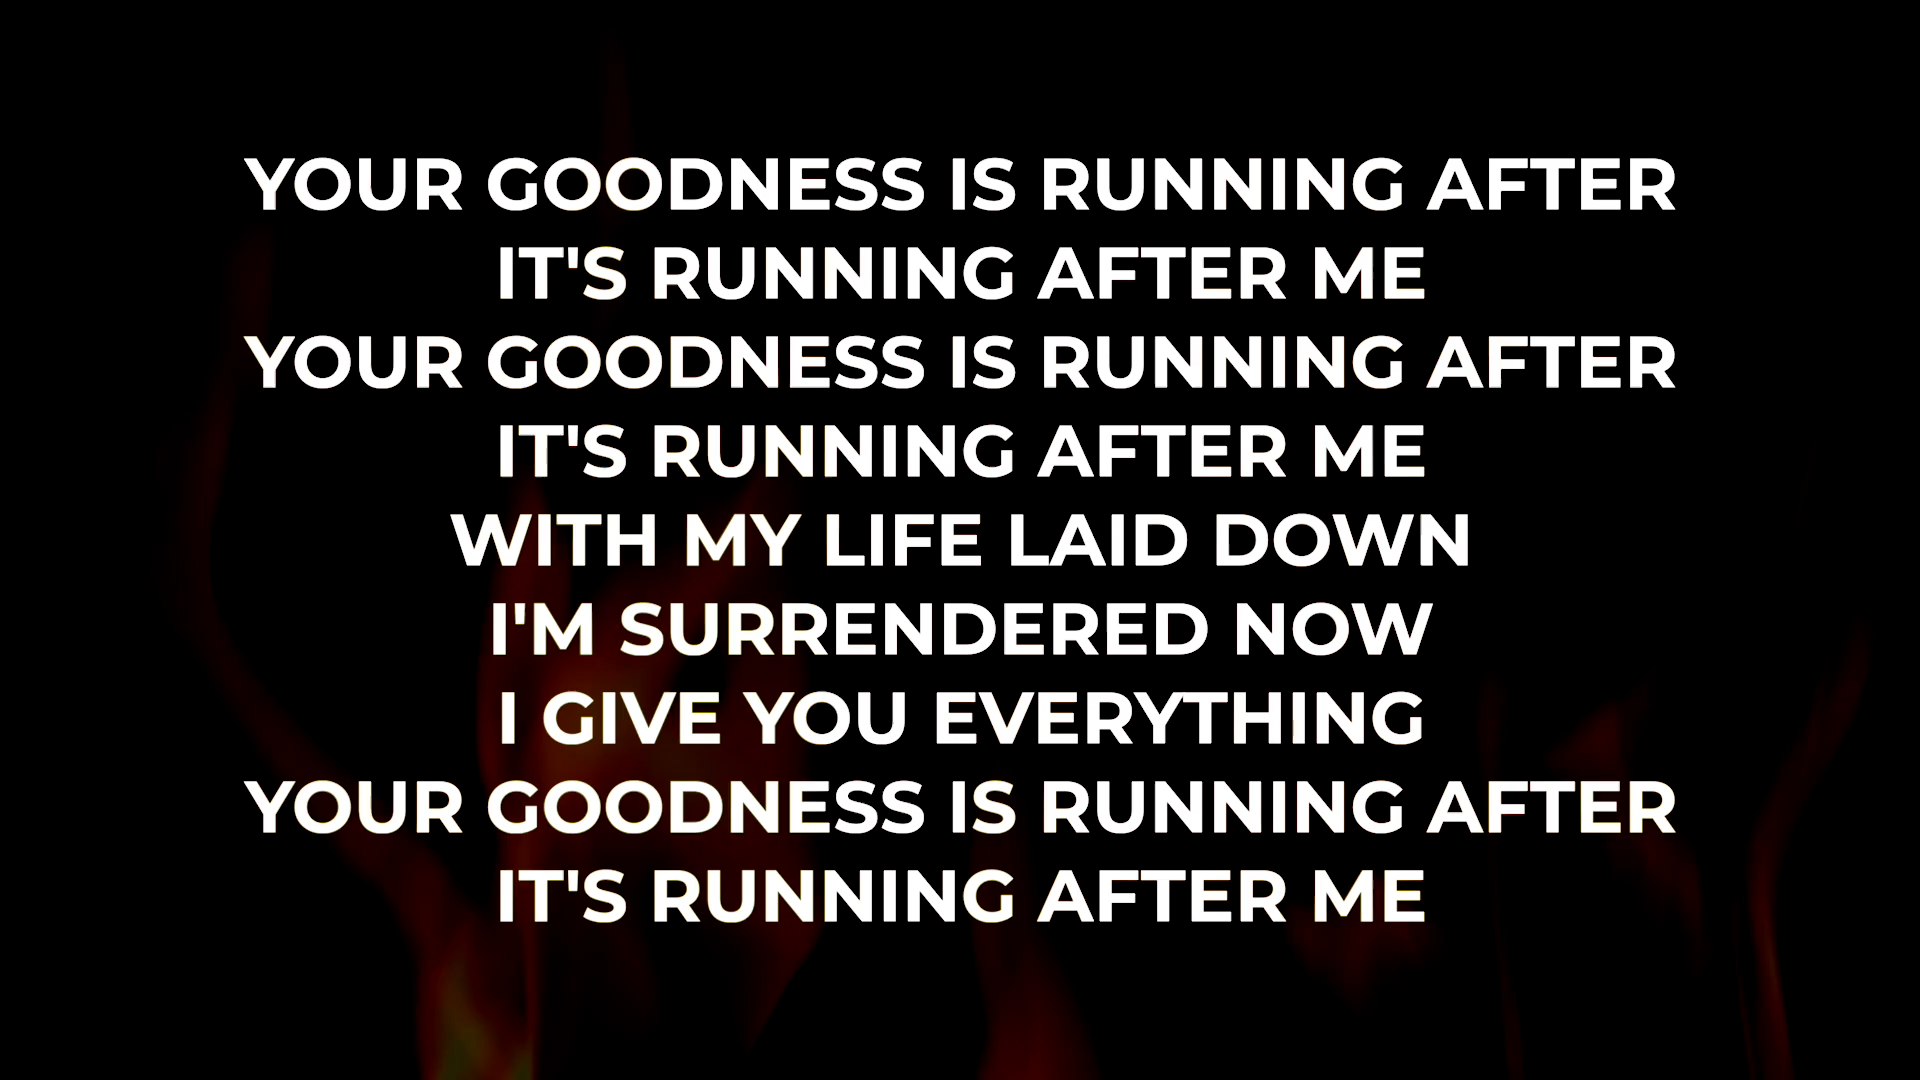 YOUR GOODNESS IS RUNNING AFTER
IT'S RUNNING AFTER ME
YOUR GOODNESS IS RUNNING AFTER
IT'S RUNNING AFTER ME
WITH MY LIFE LAID DOWN
I'M SURRENDERED NOW
I GIVE YOU EVERYTHING
YOUR GOODNESS IS RUNNING AFTER
IT'S RUNNING AFTER ME